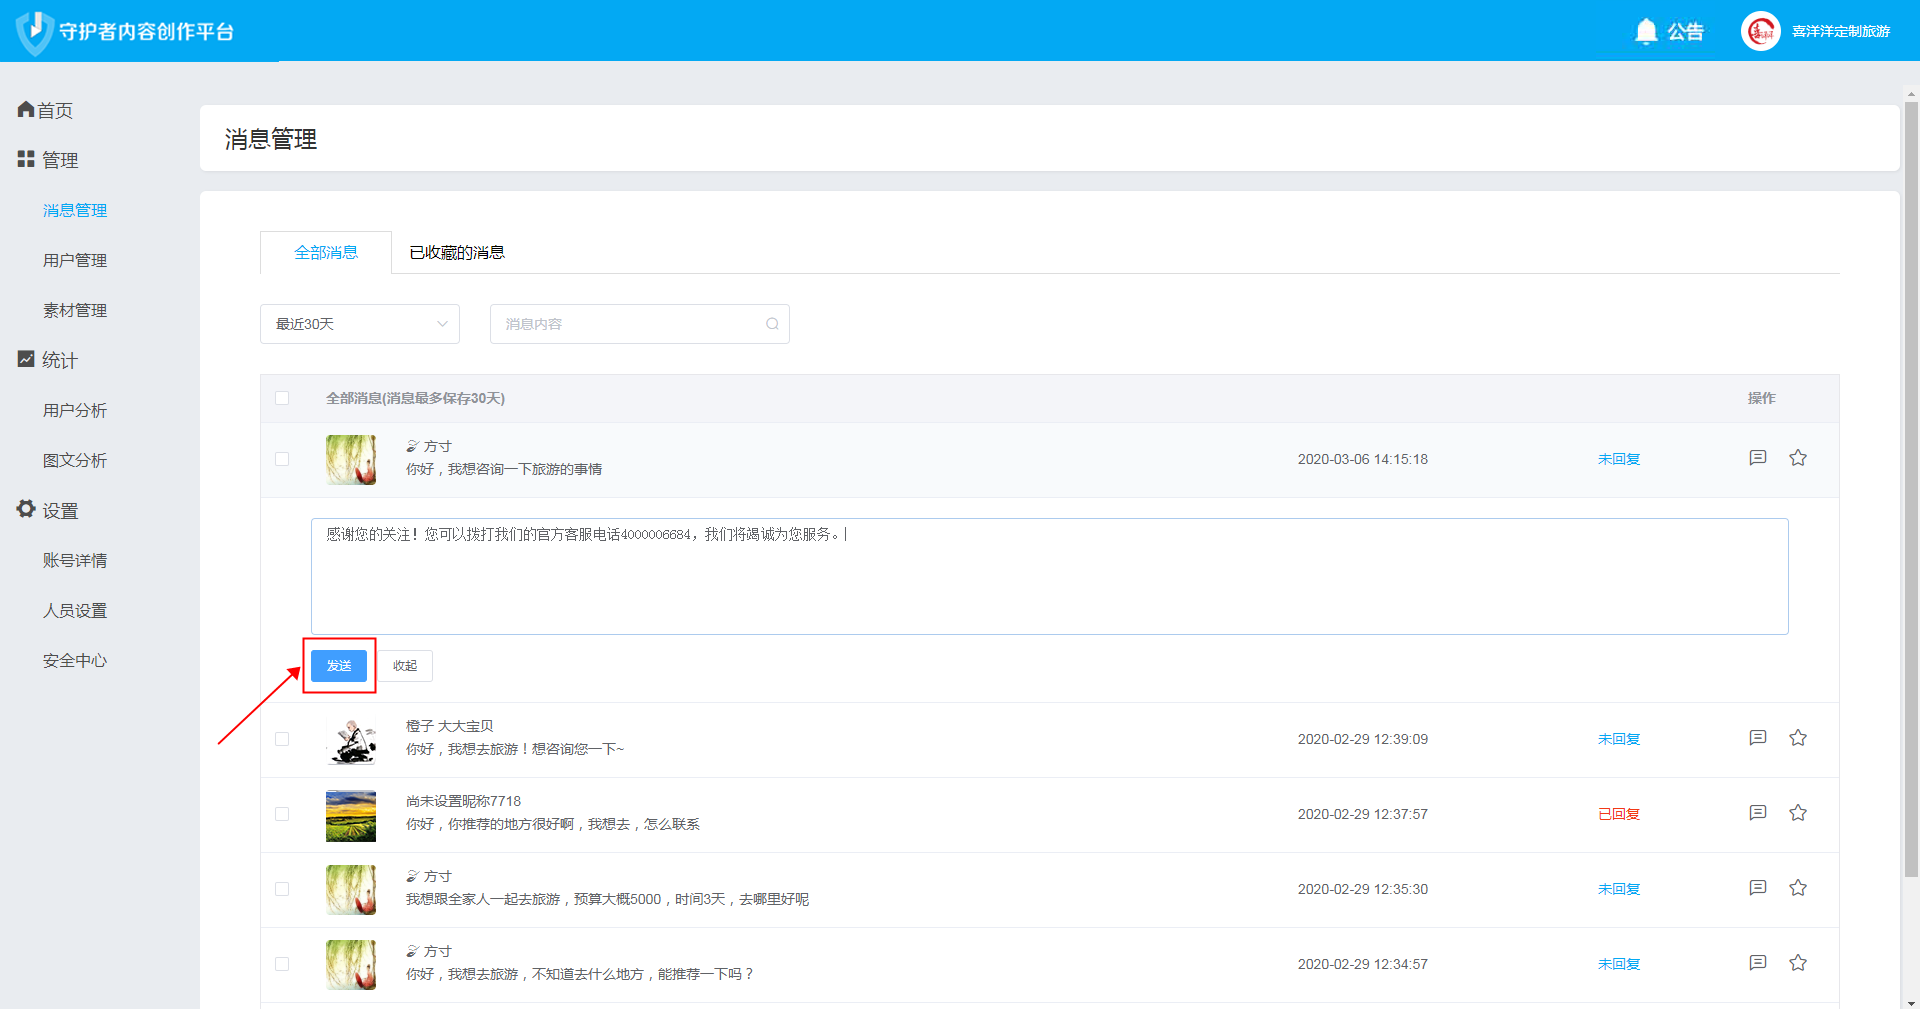 守护者内容创作平台
公告
喜洋洋定制旅游
首页
管理
消息管理
用户管理
素材管理
统计
用户分析
图文分析
设置
账号详情
人员设置
安全中心
消息管理
全部消息 已收藏的消息
最近30天 消息内容
全部消息(消息最多保存30天) 操作
方寸
你好，我想咨询一下旅游的事情
2020-03-06 14:15:18 未回复
感谢您的关注！您可以拨打我们的官方客服电话4000006684，我们将竭诚为您服务。
发送 收起
橙子 大大宝贝
你好，我想去旅游！想咨询您一下~
2020-02-29 12:39:09 未回复
尚未设置昵称7718
你好，你推荐的地方很好啊，我想去，怎么联系
2020-02-29 12:37:57 已回复
方寸
我想跟全家人一起去旅游，预算大概5000，时间3天，去哪里好呢
2020-02-29 12:35:30 未回复
方寸
你好，我想去旅游，不知道去什么地方，能推荐一下吗？
2020-02-29 12:34:57 未回复